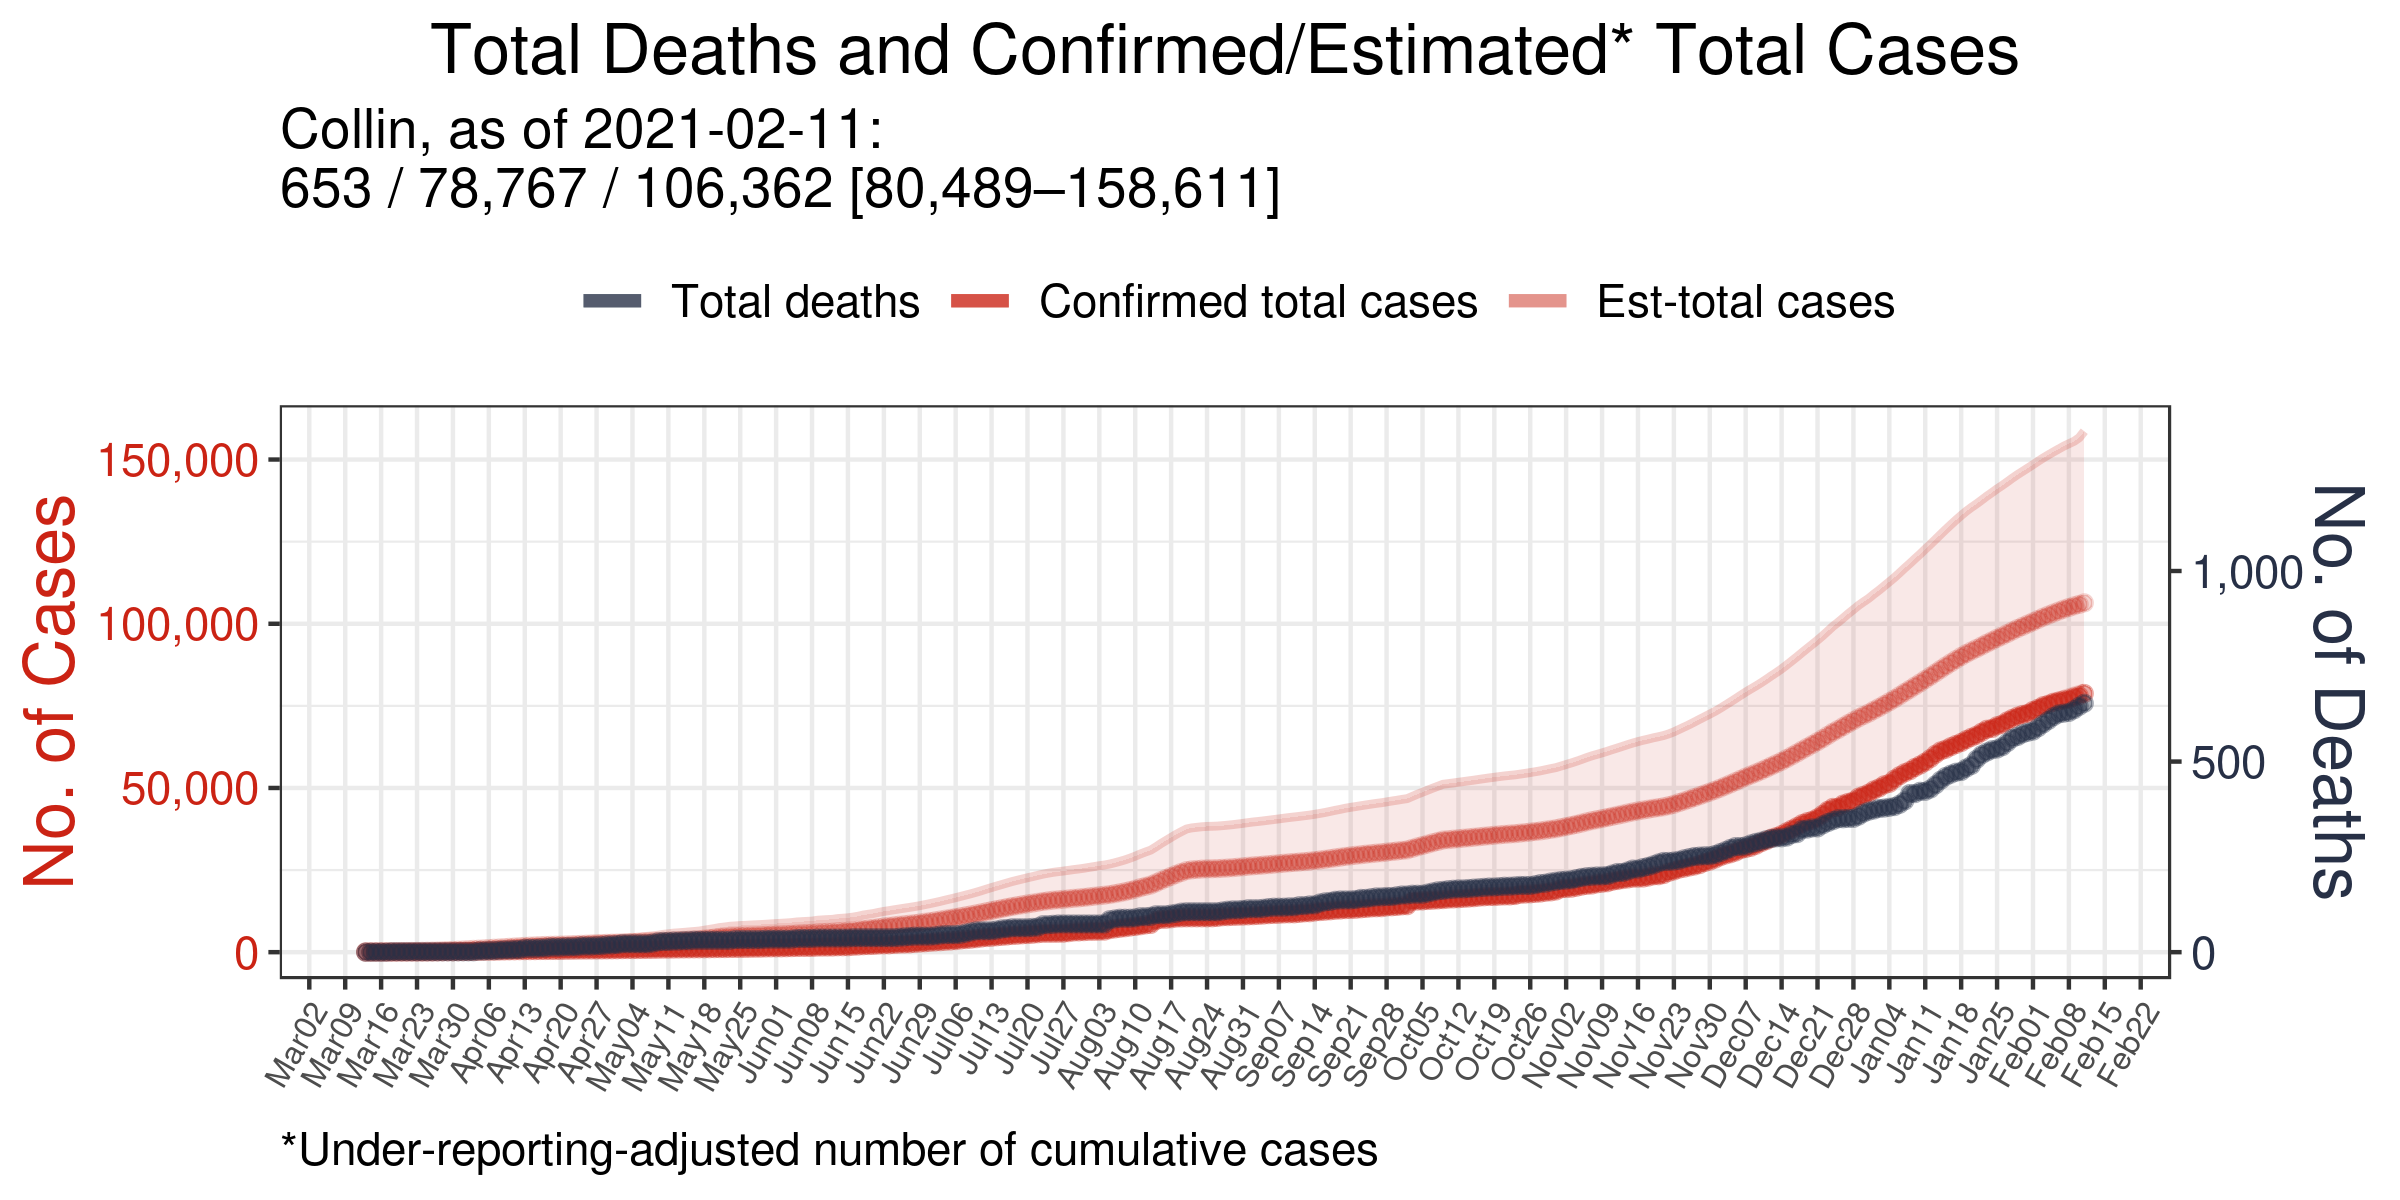 Total Deaths and Confirmed/Estimated* Total Cases
Collin, as of 2021-02-11:
653 / 78,767 / 106,362 [80,489–158,611]
Total deaths
Confirmed total cases
Est-total cases
No. of Cases
150,000
100,000
50,000
0
1,000
500
0
No. of Deaths
Mar02
Mar09
Mar16
Mar23
Mar30
Apr06
Apr13
Apr20
Apr27
May04
May11
May18
May25
Jun01
Jun08
Jun15
Jun22
Jun29
Jul06
Jul13
Jul20
Jul27
Aug03
Aug10
Aug17
Aug24
Aug31
Sep07
Sep14
Sep21
Sep28
Oct05
Oct12
Oct19
Oct26
Nov02
Nov09
Nov16
Nov23
Nov30
Dec07
Dec14
Dec21
Dec28
Jan04
Jan11
Jan18
Jan25
Feb01
Feb08
Feb15
Feb22
*Under-reporting-adjusted number of cumulative cases